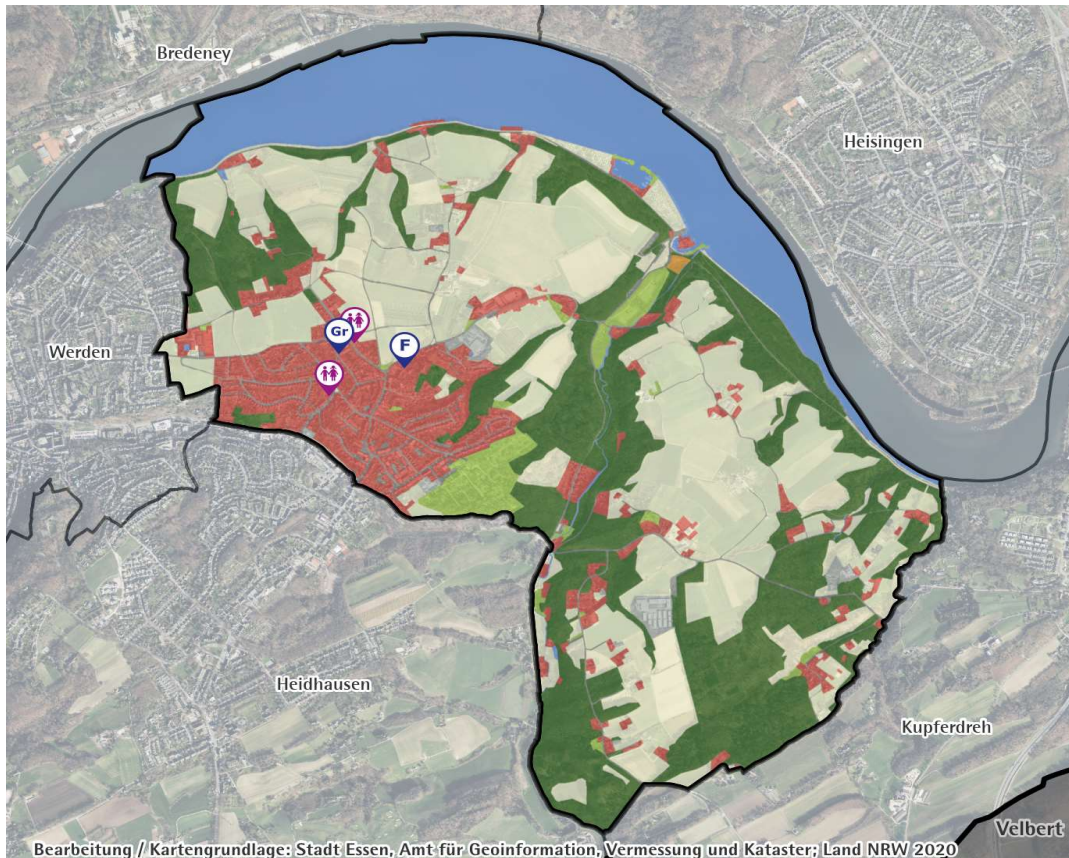 Bredeney
Heisingen
Werden
Gr
F
Heidhausen
Kupferdreh
Velbert
Bearbeitung / Kartengrundlage: Stadt Essen, Amt für Geoinformation, Vermessung und Kataster; Land NRW 2020